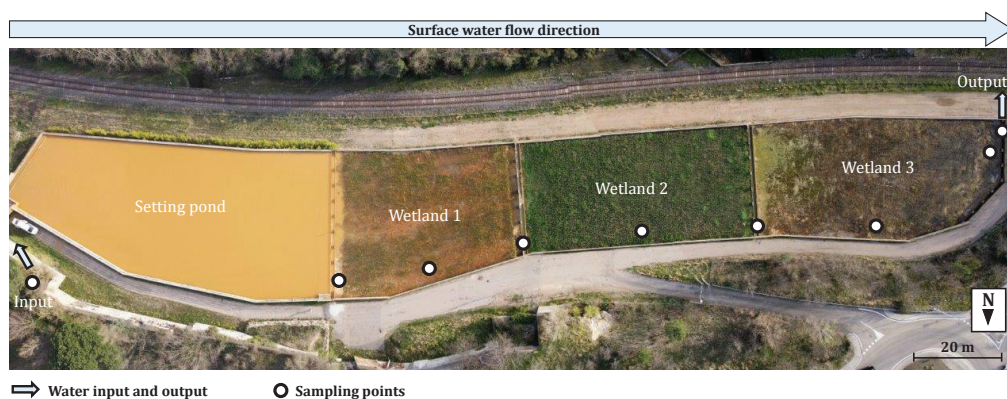 Surface water flow direction
Output
Setting pond
Wetland 1
Wetland 2
Wetland 3
Input
N
20 m
Water input and output
Sampling points